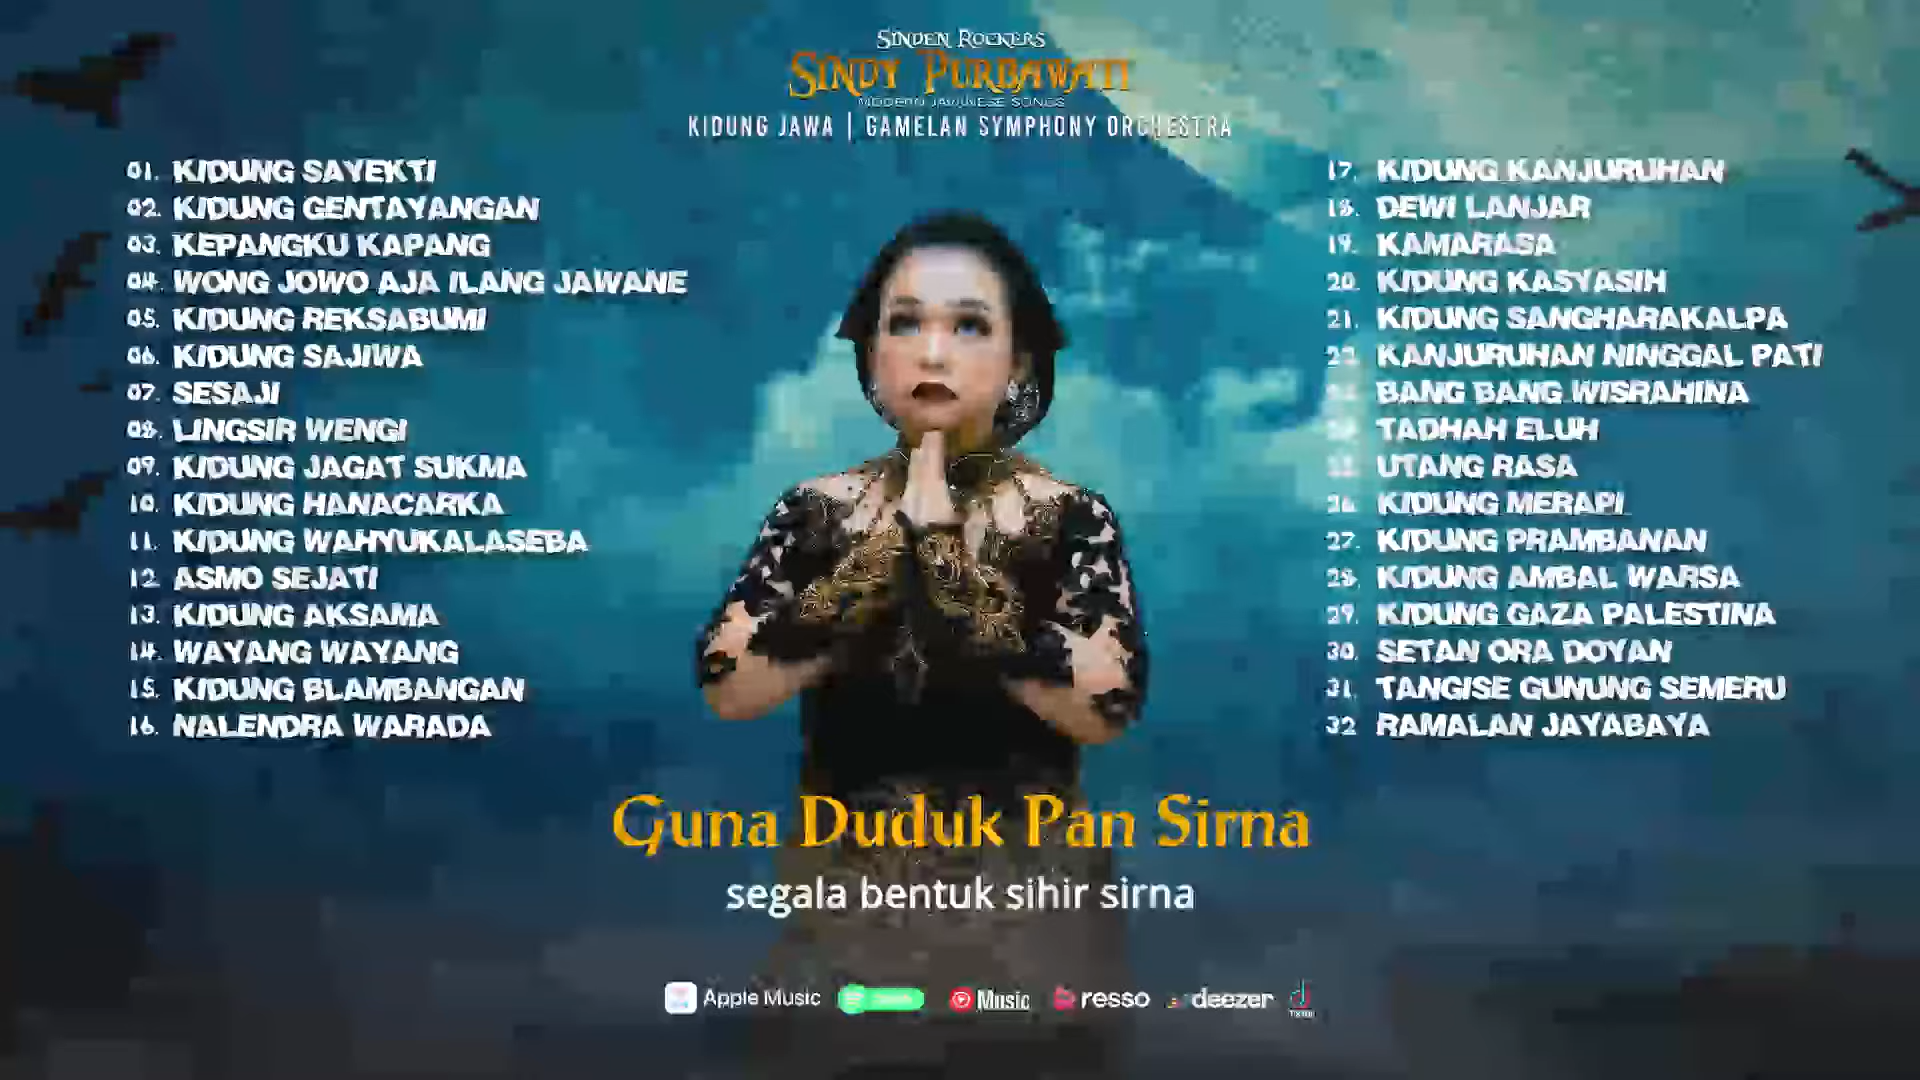 SINDEN ROCKERS
SINDY PURBAWATI
MODERN JAVANESE SONGS
KIDUNG JAWA | GAMELAN SYMPHONY ORCHESTRA
01. KIDUNG SAYEKTI
02. KIDUNG GENTAYANGAN
03. KEPANGKU KAPANG
04. WONG JOWO AJA ILANG JAWANE
05. KIDUNG REKSABUMI
06. KIDUNG SAJIWA
07. SESAJI
08. LINGSIR WENGI
09. KIDUNG JAGAT SUKMA
10. KIDUNG HANACARKA
11. KIDUNG WAHYUKALASEBA
12 ASMO SEJATI
13. KIDUNG AKSAMA
14. WAYANG WAYANG
15. KIDUNG BLAMBANGAN
16. NALENDRA WARADA
17. KIDUNG KANJURUHAN
18. DEWI LANJAR
19. KAMARASA
20. KIDUNG KASYASIH
21. KIDUNG SANGHARAKALPA
22. KANJURUHAN NINGGAL PATI
BANG BANG WISRAHINA
TADHAH ELUH
UTANG RASA
26. KIDUNG MERAPI
27. KIDUNG PRAMBANAN
28. KIDUNG AMBAL WARSA
29. KIDUNG GAZA PALESTINA
30. SETAN ORA DOYAN
31. TANGISE GUNUNG SEMERU
32 RAMALAN JAYABAYA
Guna Duduk Pan Sirna
segala bentuk sihir sirna
Apple Music
Music
resso
deezer